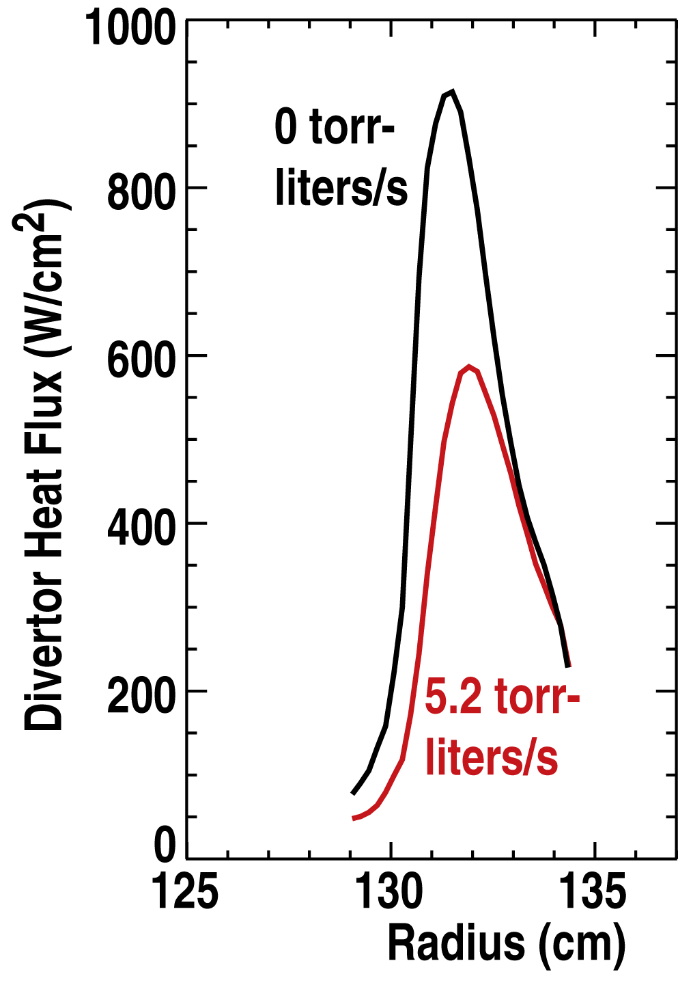 1000
800
600
400
200
0
Divertor Heat Flux (W/cm²)
0 torr-
liters/s
5.2 torr-
liters/s
125 130 135
Radius (cm)